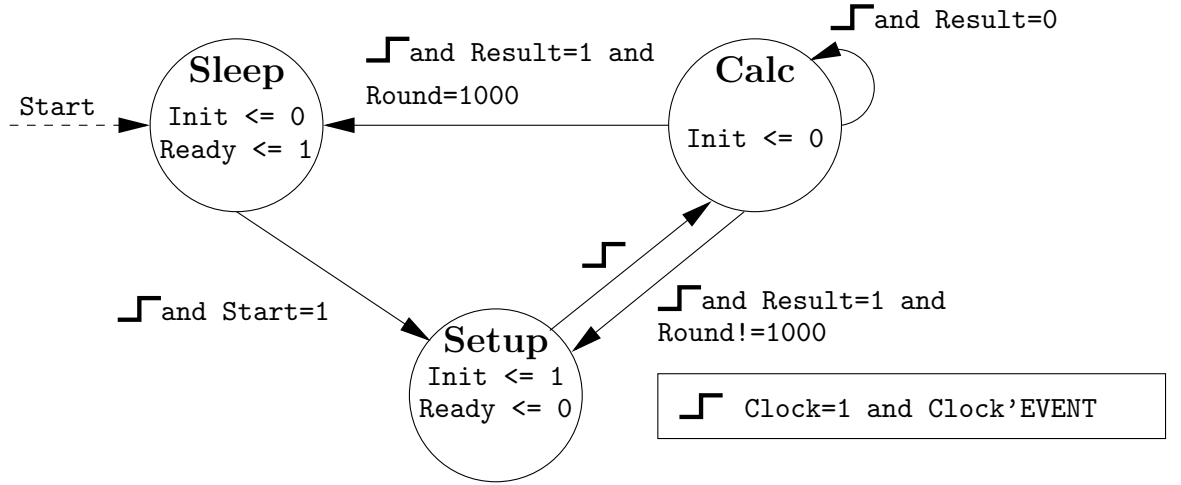 and Result=0
Sleep
and Result=1 and
Calc
Start
Round=1000
Init <= 0
Ready <= 1
Init <= 0
and Start=1
and Result=1 and
Round!=1000
Setup
Init <= 1
Ready <= 0
Clock=1 and Clock'EVENT